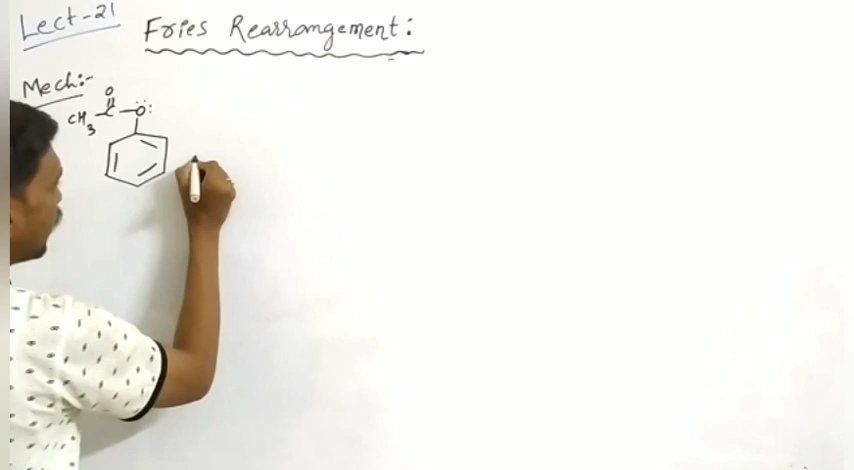 Lect-21
Fries Rearrangement:
Mech:-
O
CH3-C-O: